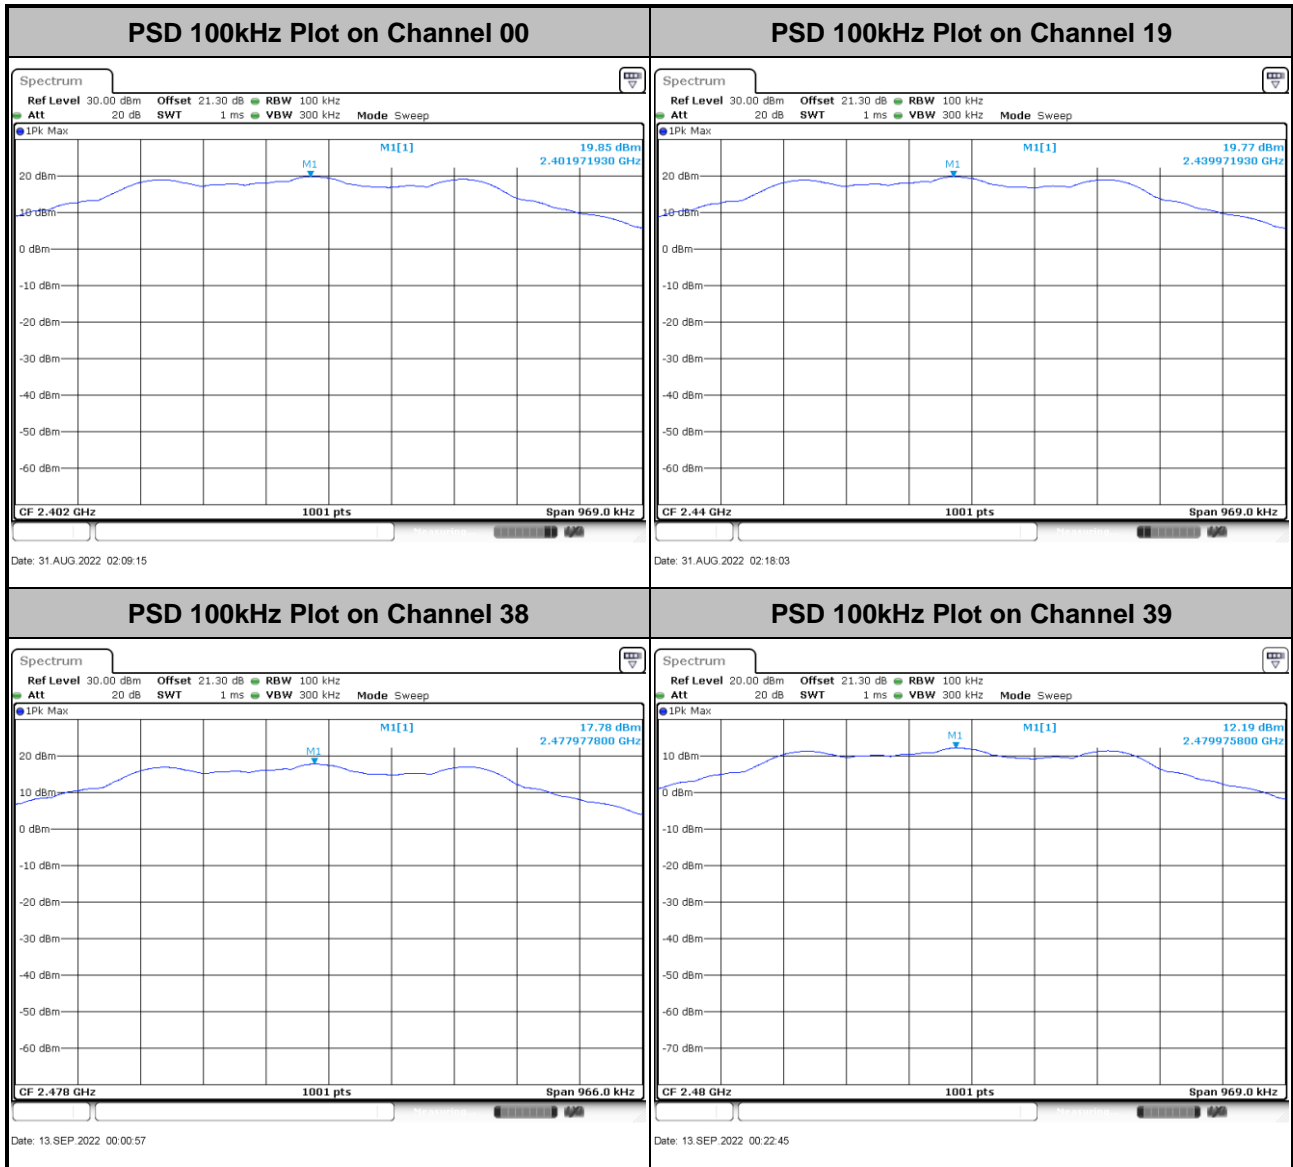 PSD 100kHz Plot on Channel 00
Spectrum
Ref Level 30.00 dBm Offset 21.30 dB RBW 100 kHz
Att 20 dB SWT 1 ms VBW 300 kHz Mode Sweep
1Pk Max
M1[1] 19.85 dBm
2.401971930 GHz
M1
20 dBm
10 dBm
0 dBm
-10 dBm
-20 dBm
-30 dBm
-40 dBm
-50 dBm
-60 dBm
CF 2.402 GHz 1001 pts Span 969.0 kHz
Measuring
Date: 31.AUG.2022 02:09:15
PSD 100kHz Plot on Channel 19
Spectrum
Ref Level 30.00 dBm Offset 21.30 dB RBW 100 kHz
Att 20 dB SWT 1 ms VBW 300 kHz Mode Sweep
1Pk Max
M1[1] 19.77 dBm
2.439971930 GHz
M1
20 dBm
10 dBm
0 dBm
-10 dBm
-20 dBm
-30 dBm
-40 dBm
-50 dBm
-60 dBm
CF 2.44 GHz 1001 pts Span 969.0 kHz
Measuring
Date: 31.AUG.2022 02:18:03
PSD 100kHz Plot on Channel 38
Spectrum
Ref Level 30.00 dBm Offset 21.30 dB RBW 100 kHz
Att 20 dB SWT 1 ms VBW 300 kHz Mode Sweep
1Pk Max
M1[1] 17.78 dBm
2.477977800 GHz
M1
20 dBm
10 dBm
0 dBm
-10 dBm
-20 dBm
-30 dBm
-40 dBm
-50 dBm
-60 dBm
CF 2.478 GHz 1001 pts Span 966.0 kHz
Measuring
Date: 13.SEP.2022 00:00:57
PSD 100kHz Plot on Channel 39
Spectrum
Ref Level 20.00 dBm Offset 21.30 dB RBW 100 kHz
Att 20 dB SWT 1 ms VBW 300 kHz Mode Sweep
1Pk Max
M1[1] 12.19 dBm
2.479975800 GHz
M1
10 dBm
0 dBm
-10 dBm
-20 dBm
-30 dBm
-40 dBm
-50 dBm
-60 dBm
-70 dBm
CF 2.48 GHz 1001 pts Span 969.0 kHz
Measuring
Date: 13.SEP.2022 00:22:45